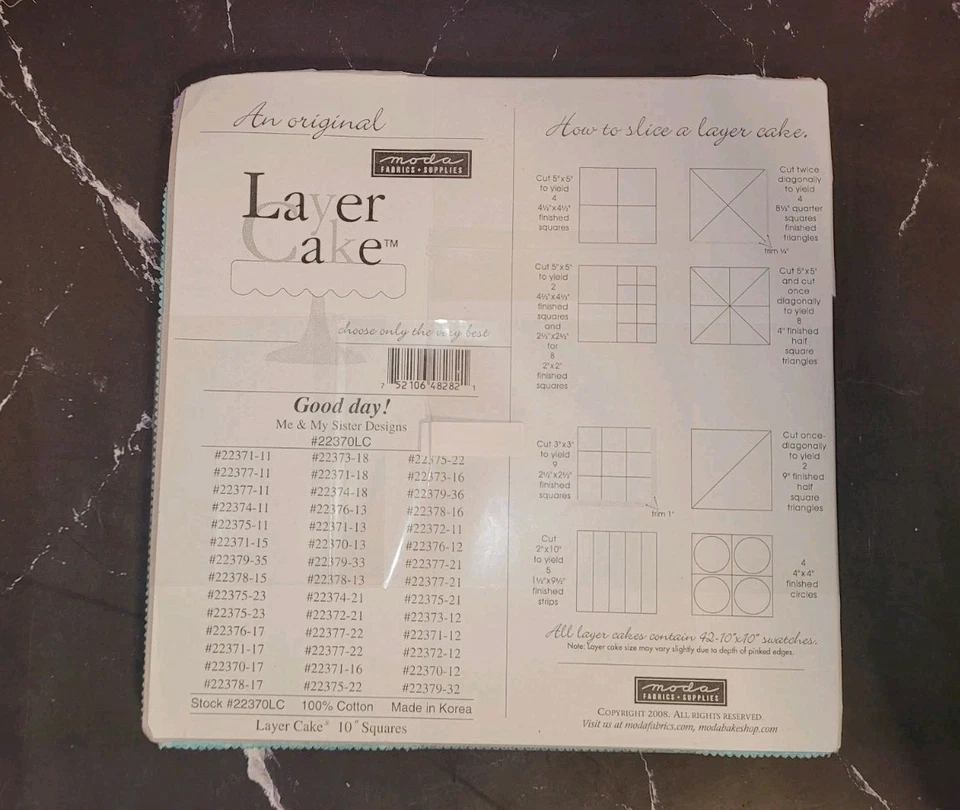 An original
moda
FABRICS + SUPPLIES
Layer
Cake™
choose only the very best
7 52106 48282 1
Good day!
Me & My Sister Designs
#22370LC
#22371-11 #22373-18 #22375-22
#22377-11 #22371-18 #22373-16
#22377-11 #22374-18 #22379-36
#22374-11 #22376-13 #22378-16
#22375-11 #22371-13 #22372-11
#22371-15 #22370-13 #22376-12
#22379-35 #22379-33 #22377-21
#22378-15 #22378-13 #22377-21
#22375-23 #22374-21 #22375-21
#22375-23 #22372-21 #22373-12
#22376-17 #22377-22 #22371-12
#22371-17 #22377-22 #22372-12
#22370-17 #22371-16 #22370-12
#22378-17 #22375-22 #22379-32
Stock #22370LC 100% Cotton Made in Korea
Layer Cake® 10" Squares
How to slice a layer cake.
Cut 5"x5"
to yield
4
4½"x4½"
finished
squares
Cut twice
diagonally
to yield
4
8½" quarter
squares
finished
triangles
trim ¼"
Cut 5"x5"
to yield
2
4½"x4½"
finished
squares
and
2½"x2½"
for
8
2"x2"
finished
squares
Cut 5"x5"
and cut
once
diagonally
to yield
8
4" finished
half
square
triangles
Cut 3"x3"
to yield
9
2½"x2½"
finished
squares
trim 1"
Cut once
diagonally
to yield
2
9" finished
half
square
triangles
Cut
2"x10"
to yield
5
1½"x9½"
finished
strips
4
4"x4"
finished
circles
All layer cakes contain 42-10"x10" swatches.
Note: Layer cake size may vary slightly due to depth of pinked edges.
moda
FABRICS + SUPPLIES
COPYRIGHT 2008. ALL RIGHTS RESERVED.
Visit us at modafabrics.com, modabakeshop.com